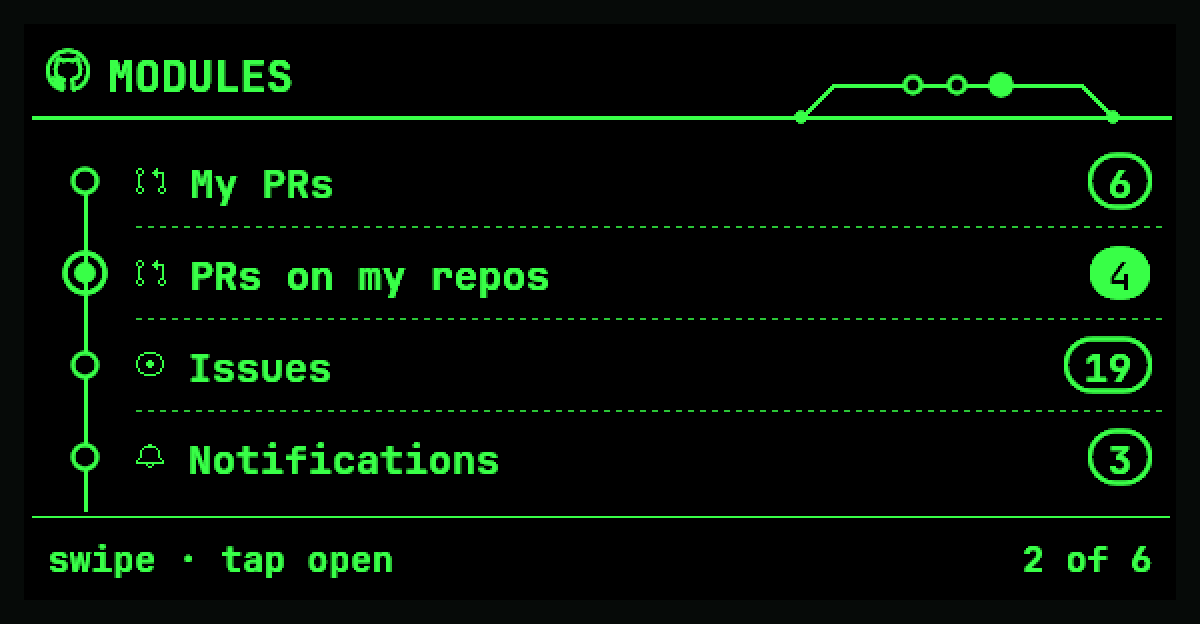 MODULES
My PRs 6
PRs on my repos 4
Issues 19
Notifications 3
swipe · tap open 2 of 6